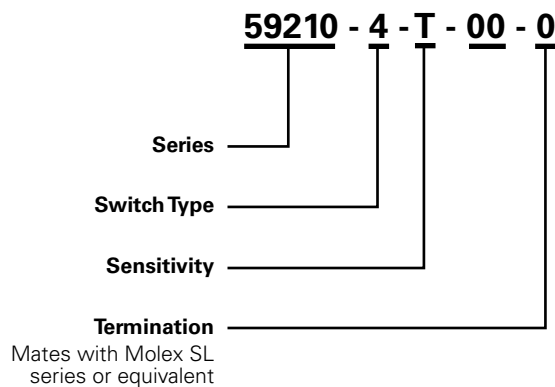 59210 - 4 - T - 00 - 0
Series
Switch Type
Sensitivity
Termination
Mates with Molex SL
series or equivalent